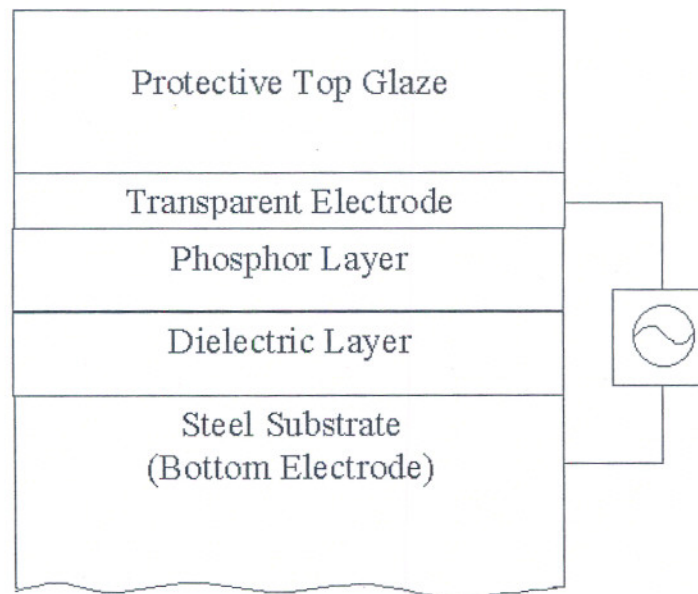 Protective Top Glaze
Transparent Electrode
Phosphor Layer
Dielectric Layer
Steel Substrate
(Bottom Electrode)